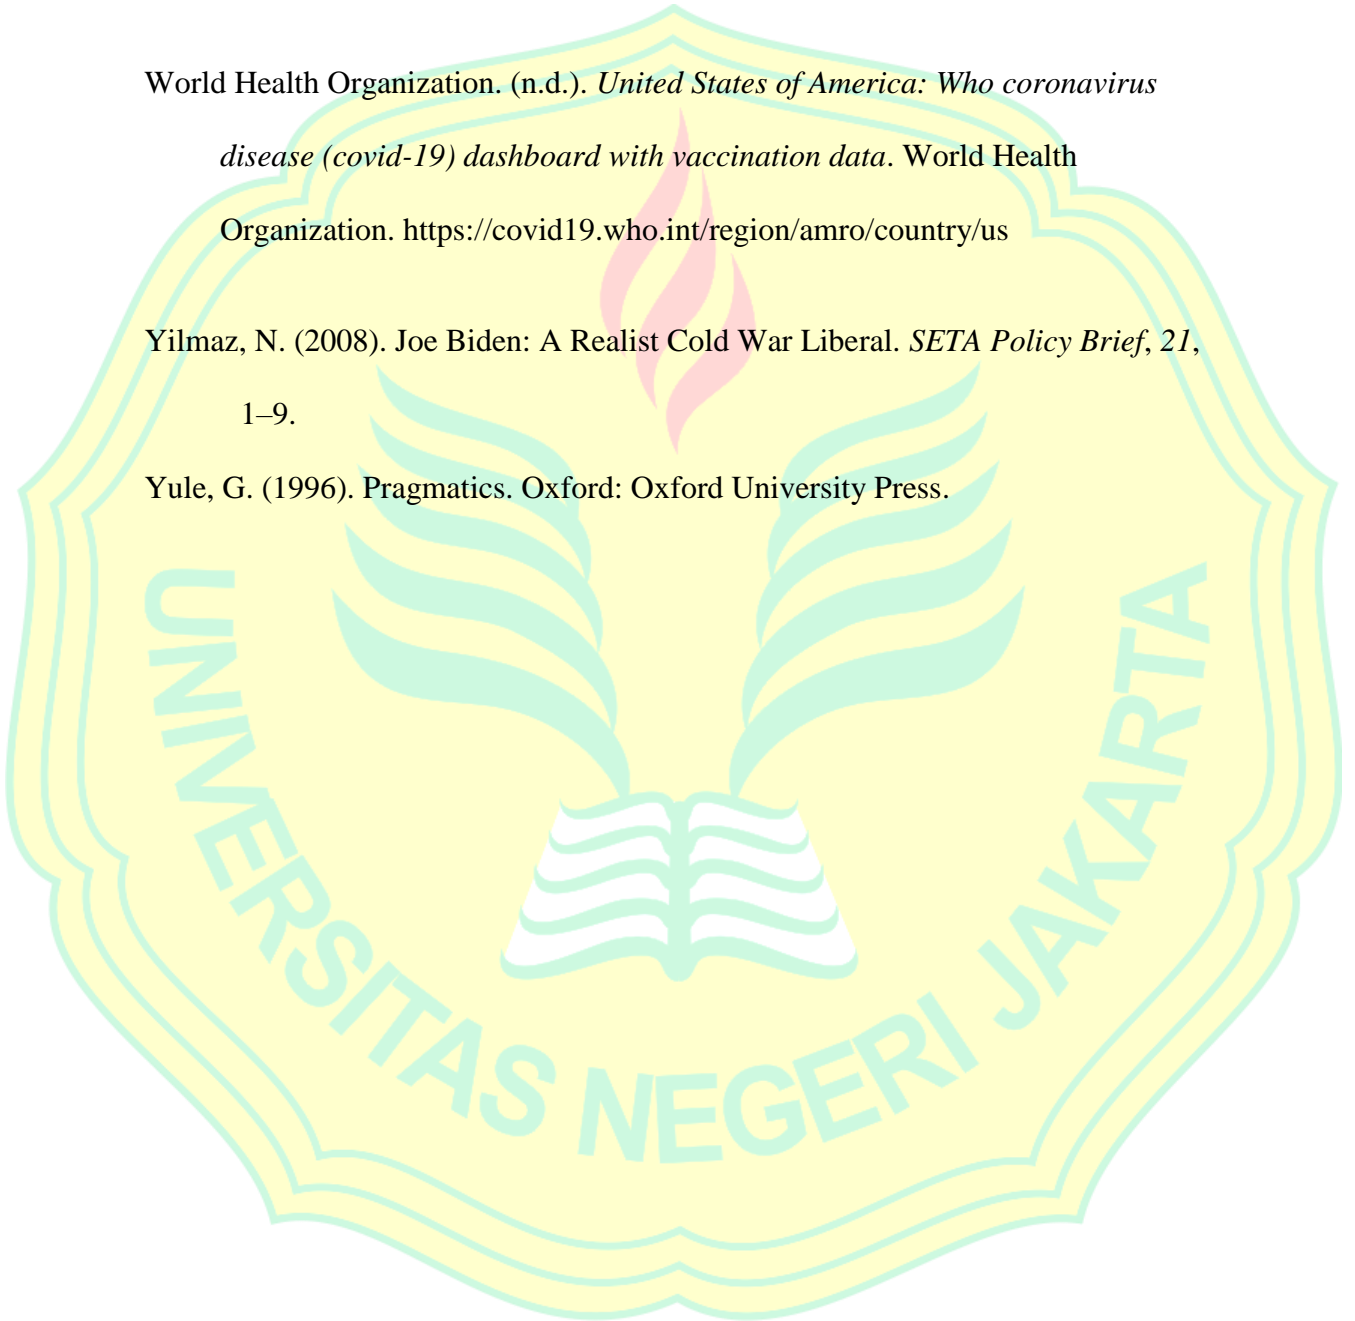 World Health Organization. (n.d.). United States of America: Who coronavirus
disease (covid-19) dashboard with vaccination data. World Health
Organization. https://covid19.who.int/region/amro/country/us
Yilmaz, N. (2008). Joe Biden: A Realist Cold War Liberal. SETA Policy Brief, 21,
1–9.
Yule, G. (1996). Pragmatics. Oxford: Oxford University Press.
UNIVERSITAS NEGERI JAKARTA